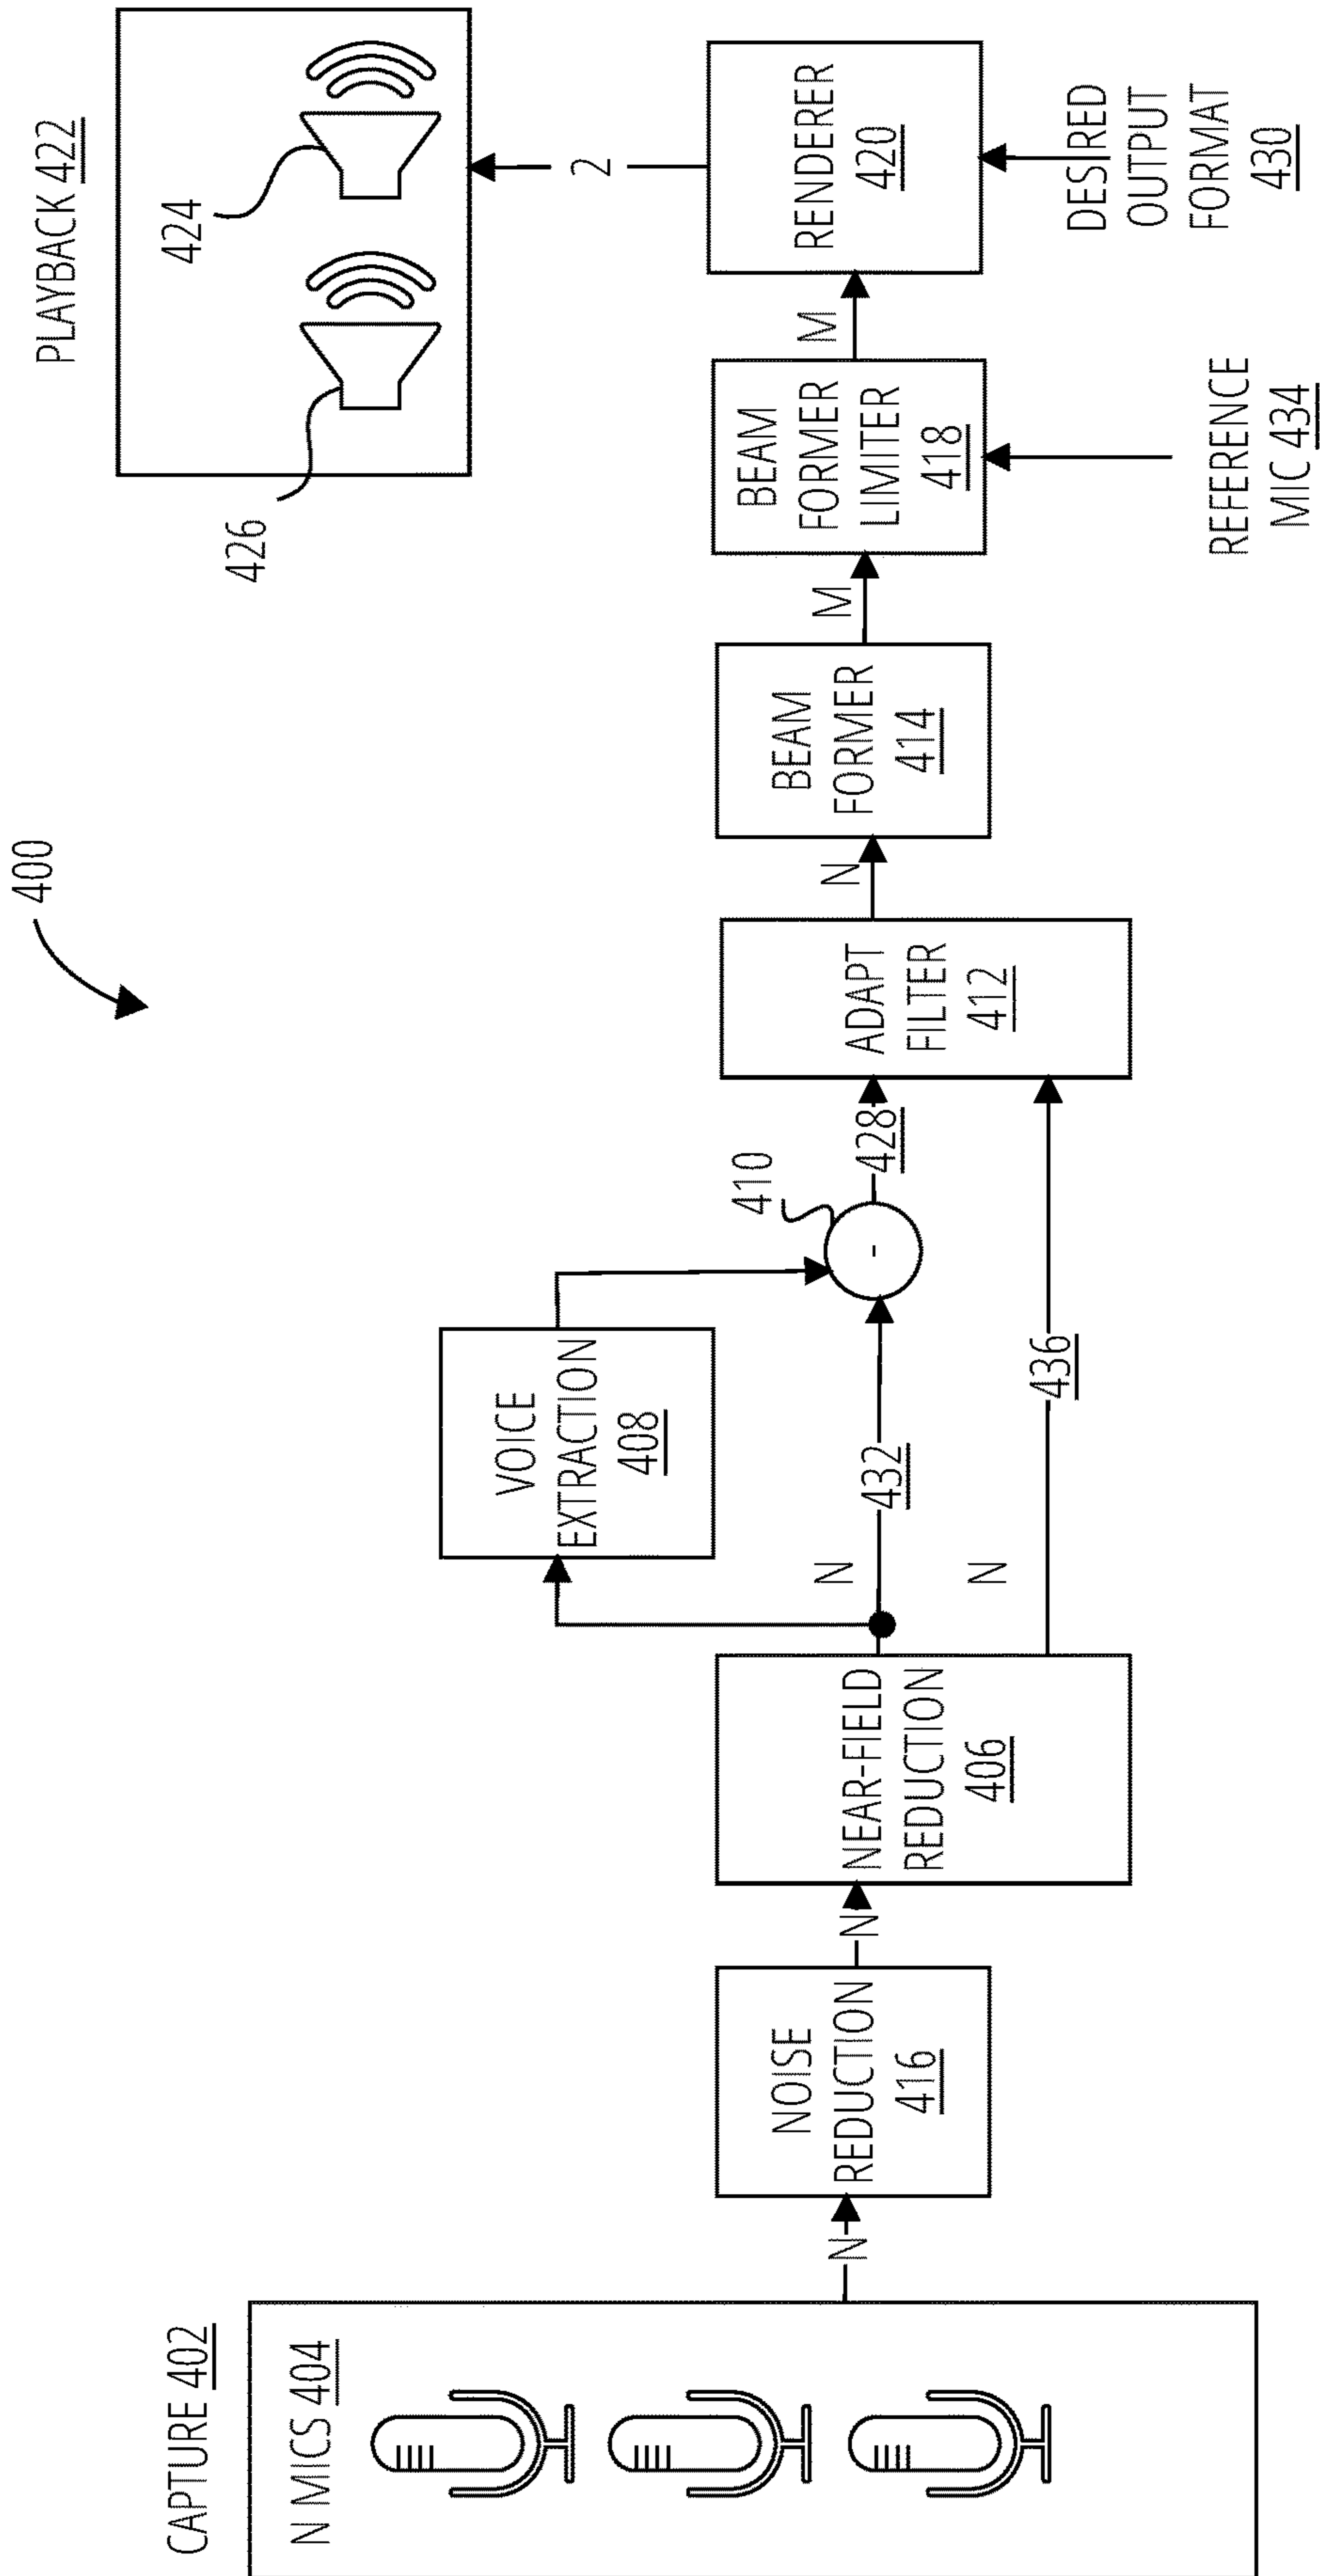 400
CAPTURE 402
N MICS 404
N
NOISE
REDUCTION
416
N
NEAR-FIELD
REDUCTION
406
N
432
N
436
VOICE
EXTRACTION
408
410
-
428
ADAPT
FILTER
412
N
BEAM
FORMER
414
M
BEAM
FORMER
LIMITER
418
REFERENCE
MIC 434
M
RENDERER
420
DESIRED
OUTPUT
FORMAT
430
2
PLAYBACK 422
424
426